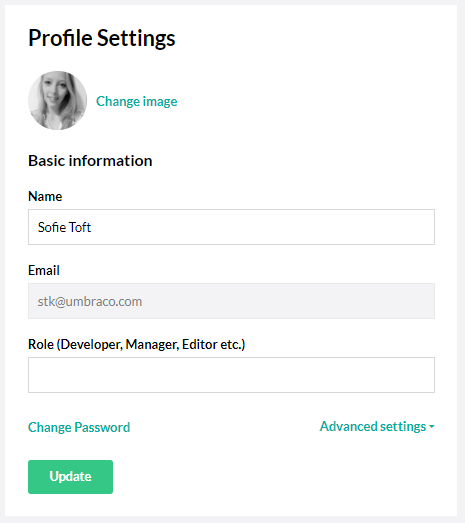 Profile Settings
Change image
Basic information
Name
Sofie Toft
Email
stk@umbraco.com
Role (Developer, Manager, Editor etc.)
Change Password
Advanced settings
Update